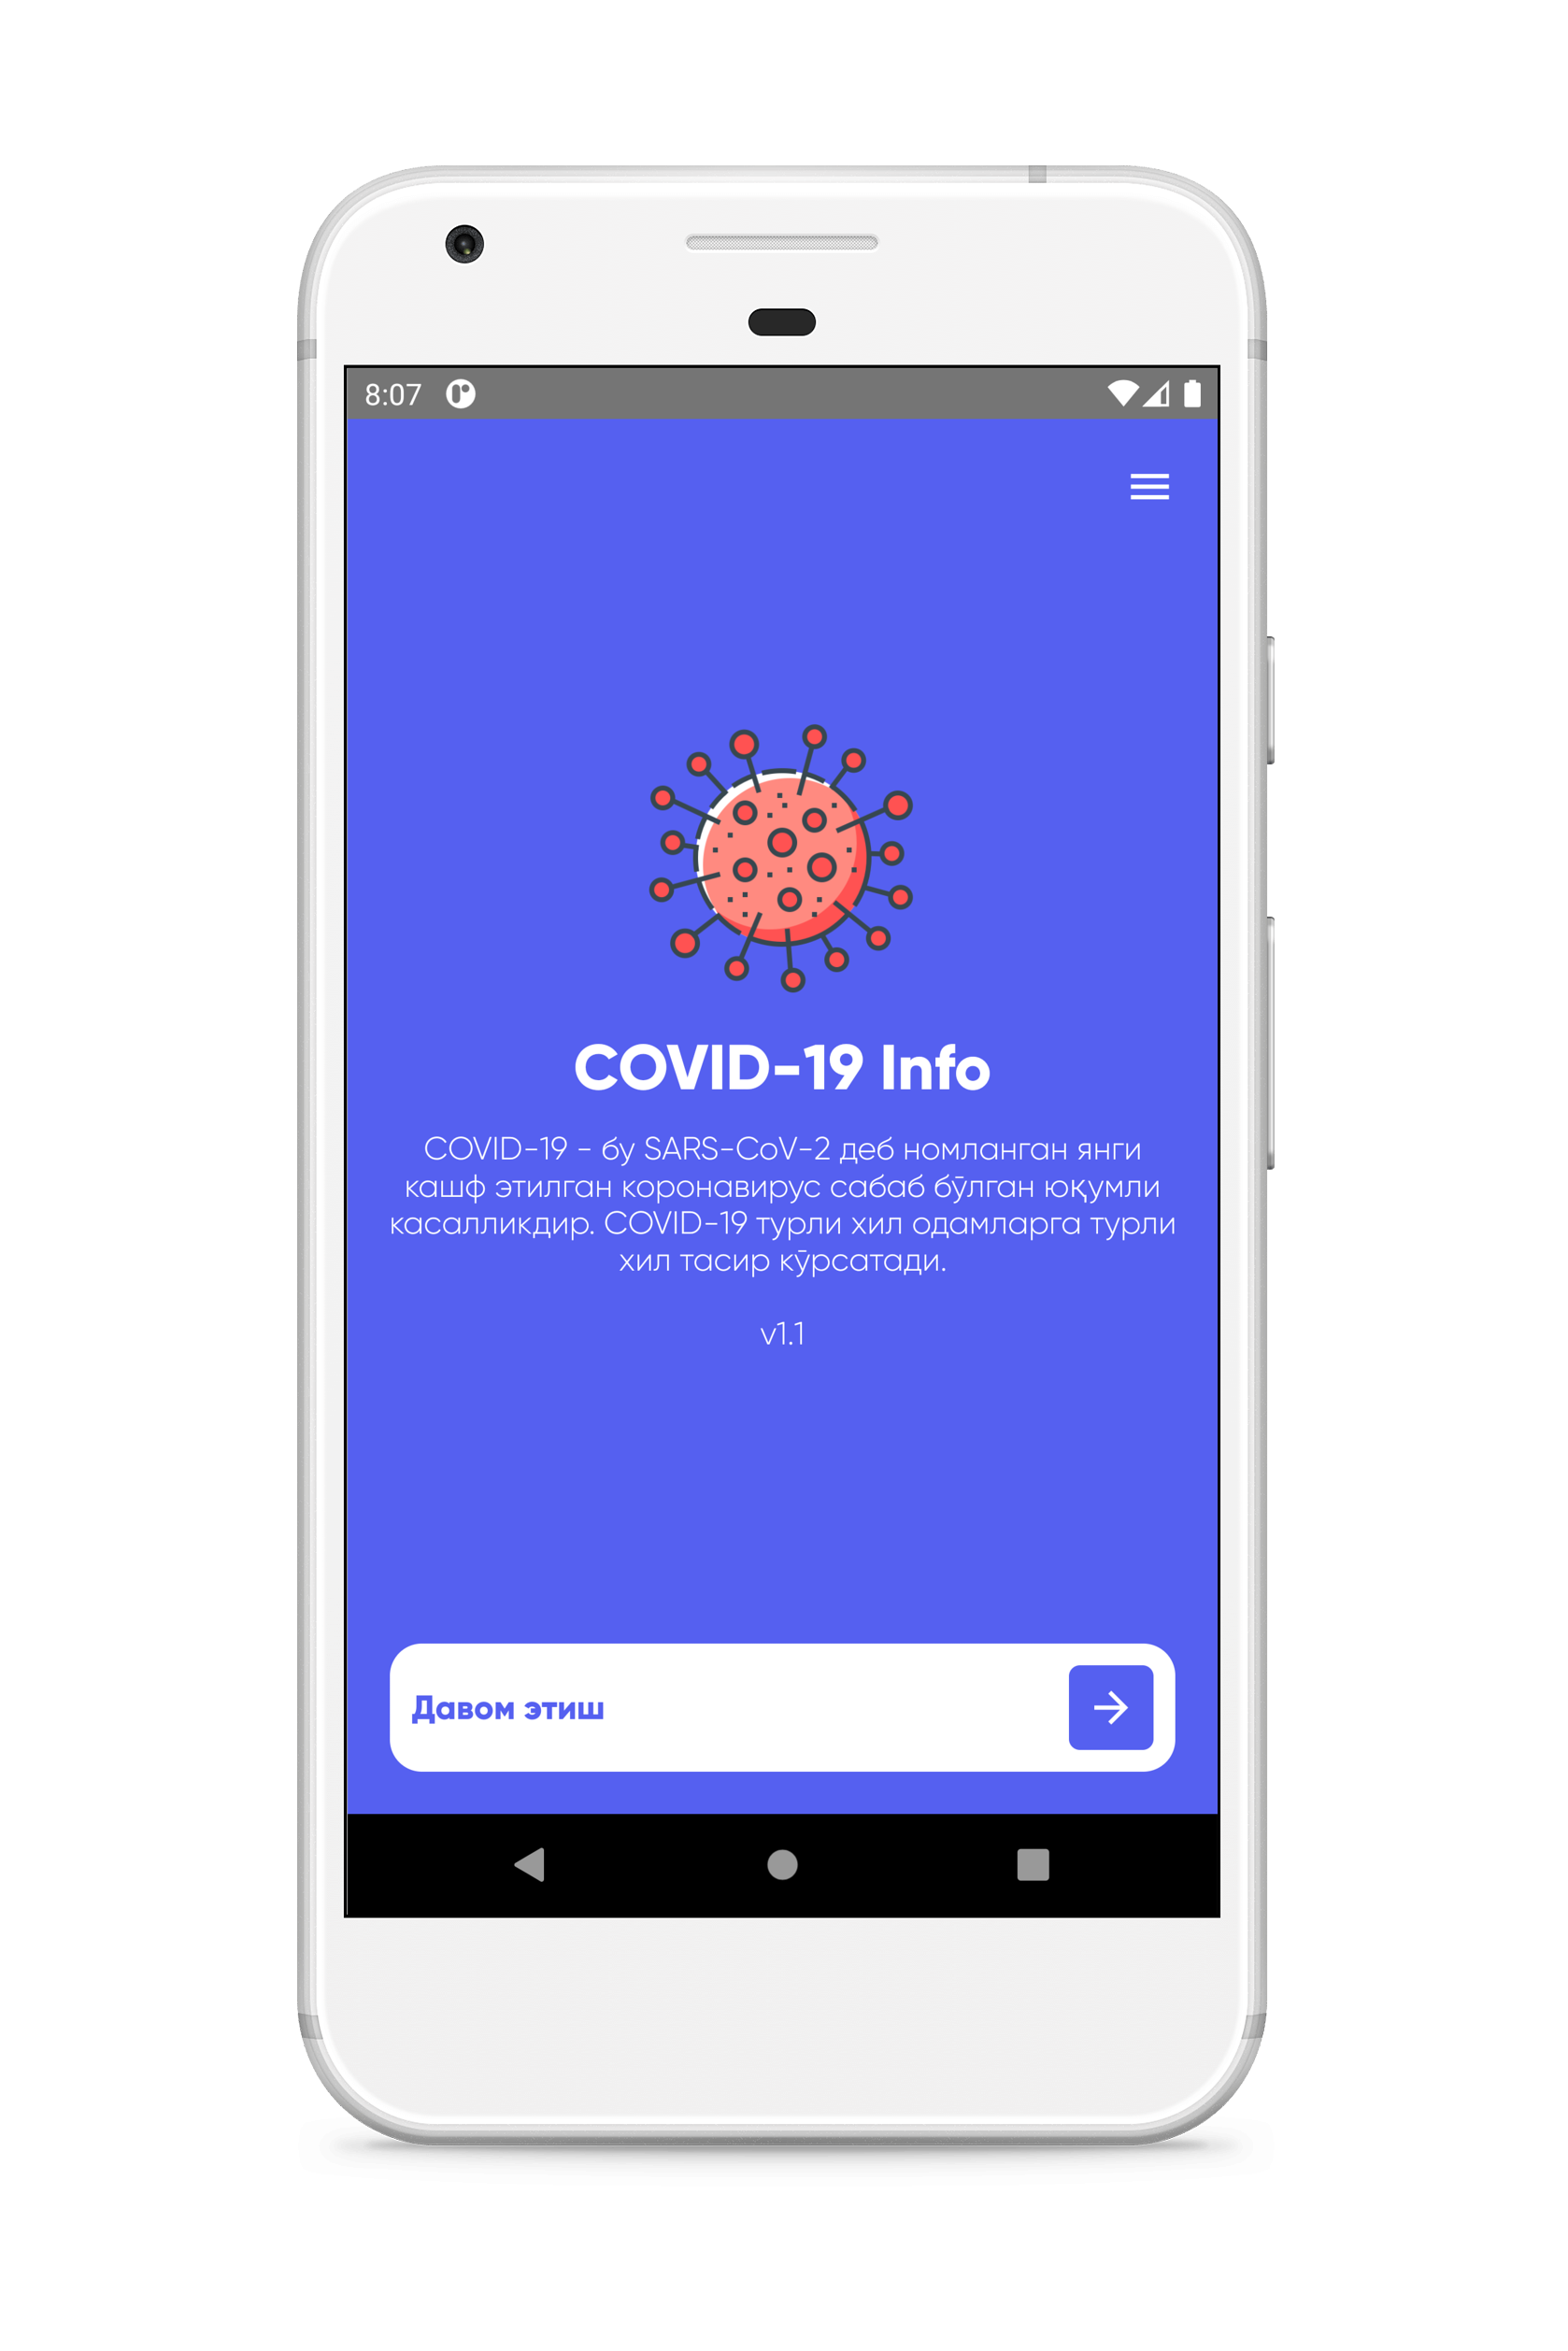 8:07
COVID-19 Info
COVID-19 - бу SARS-CoV-2 деб номланган янги
кашф этилган коронавирус сабаб бўлган юқумли
касалликдир. COVID-19 турли хил одамларга турли
хил тасир кўрсатади.
v1.1
Давом этиш